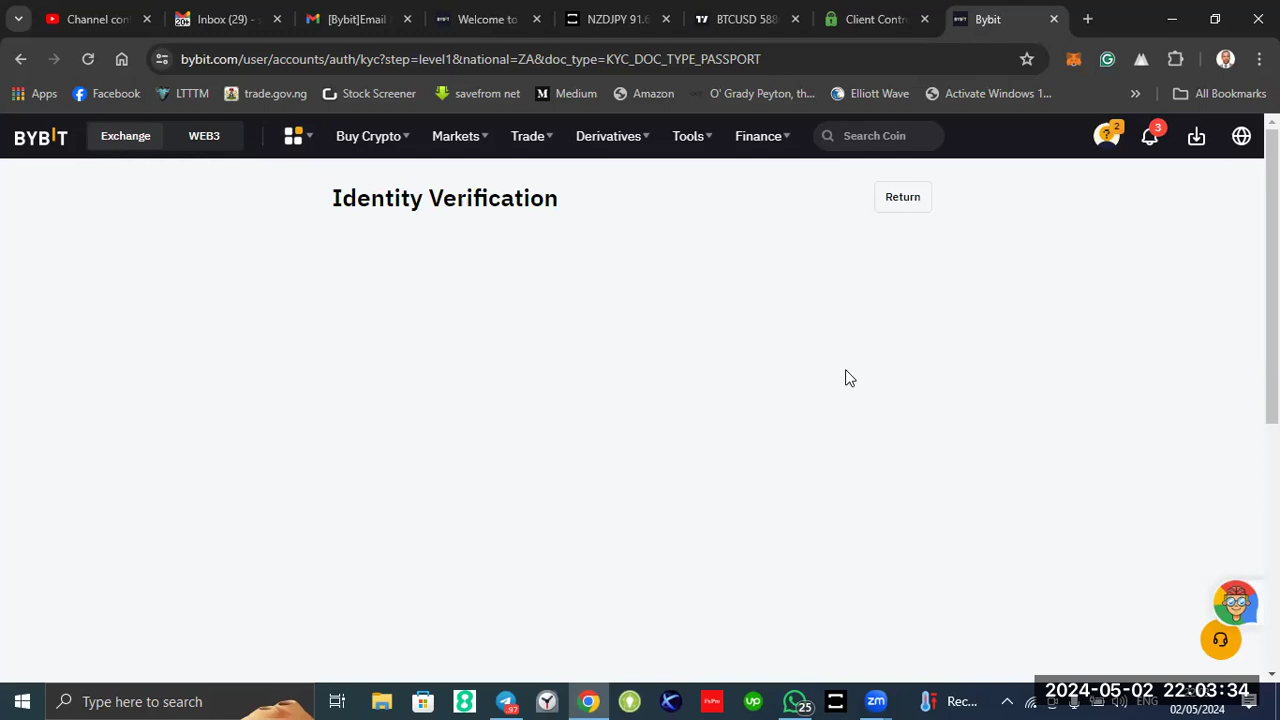 Channel cont
20+
Inbox (29) -
[Bybit]Email
Welcome to
NZDJPY 91.6
BTCUSD 588
Client Contr
Bybit
bybit.com/user/accounts/auth/kyc?step=level1&national=ZA&doc_type=KYC_DOC_TYPE_PASSPORT
Apps
Facebook
LTTTM
trade.gov.ng
Stock Screener
savefrom net
Medium
Amazon
O' Grady Peyton, th...
Elliott Wave
Activate Windows 1...
All Bookmarks
BYBIT
Exchange
WEB3
Buy Crypto
Markets
Trade
Derivatives
Tools
Finance
Search Coin
2
3
Identity Verification
Return
Type here to search
97
25
zm
Rec...
ENG
2024-05-02 22:03:34
02/05/2024